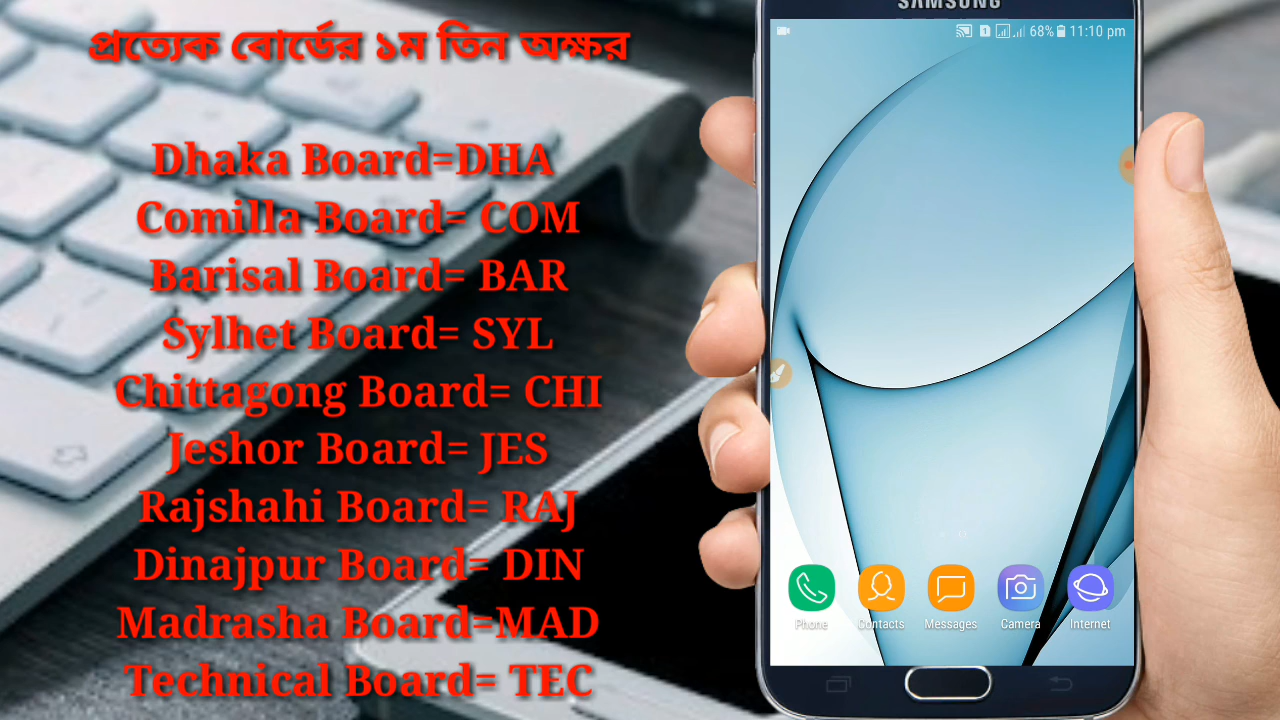 প্রত্যেক বোর্ডের ১ম তিন অক্ষর
Dhaka Board=DHA
Comilla Board= COM
Barisal Board= BAR
Sylhet Board= SYL
Chittagong Board= CHI
Jeshor Board= JES
Rajshahi Board= RAJ
Dinajpur Board= DIN
Madrasha Board=MAD
Technical Board= TEC
SAMSUNG
68% 11:10 pm
Phone Contacts Messages Camera Internet